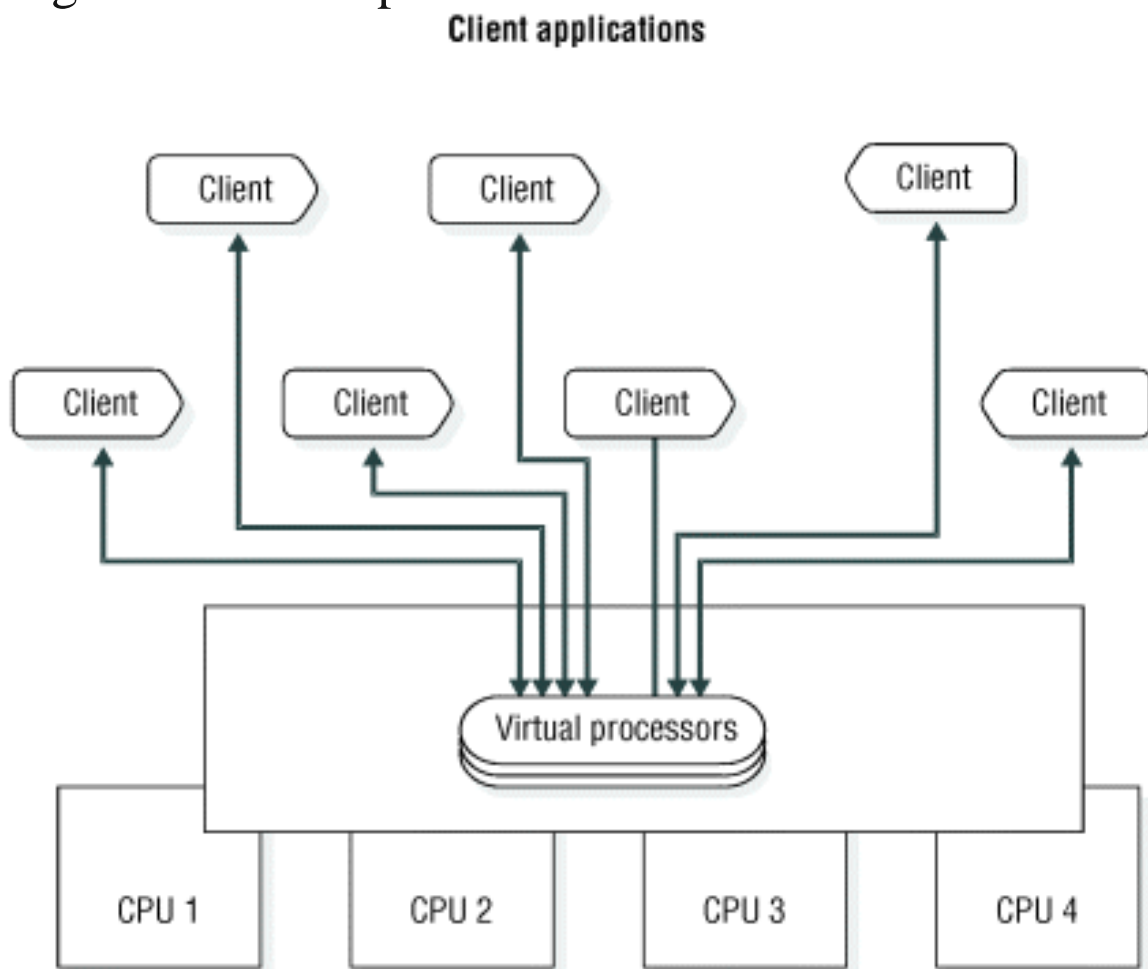 Client applications
Client
Client
Client
Client
Client
Client
Client
Virtual processors
CPU 1
CPU 2
CPU 3
CPU 4